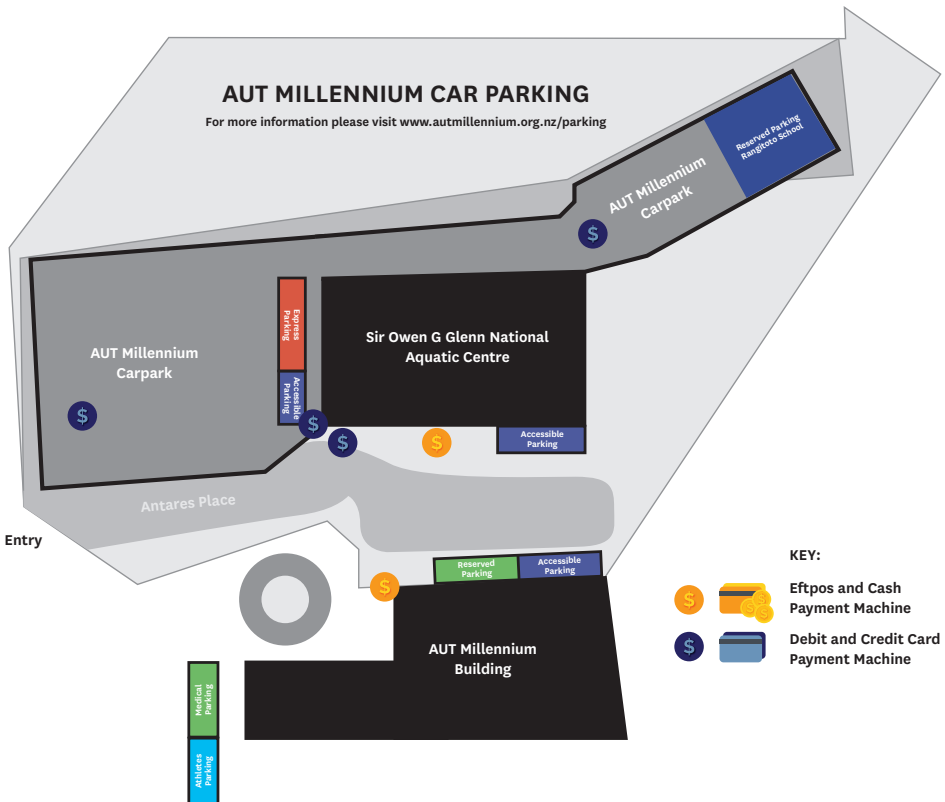 AUT MILLENNIUM CAR PARKING
For more information please visit www.autmillennium.org.nz/parking
Reserved Parking
Rangitoto School
AUT Millennium
Carpark
$
Express
Parking
Sir Owen G Glenn National
Aquatic Centre
AUT Millennium
Carpark
Accessible
Parking
$
$
$
$
Accessible
Parking
Antares Place
Entry
Reserved
Parking
Accessible
Parking
$
AUT Millennium
Building
Medical
Parking
Athletes
Parking
KEY:
$
Eftpos and Cash
Payment Machine
$
Debit and Credit Card
Payment Machine